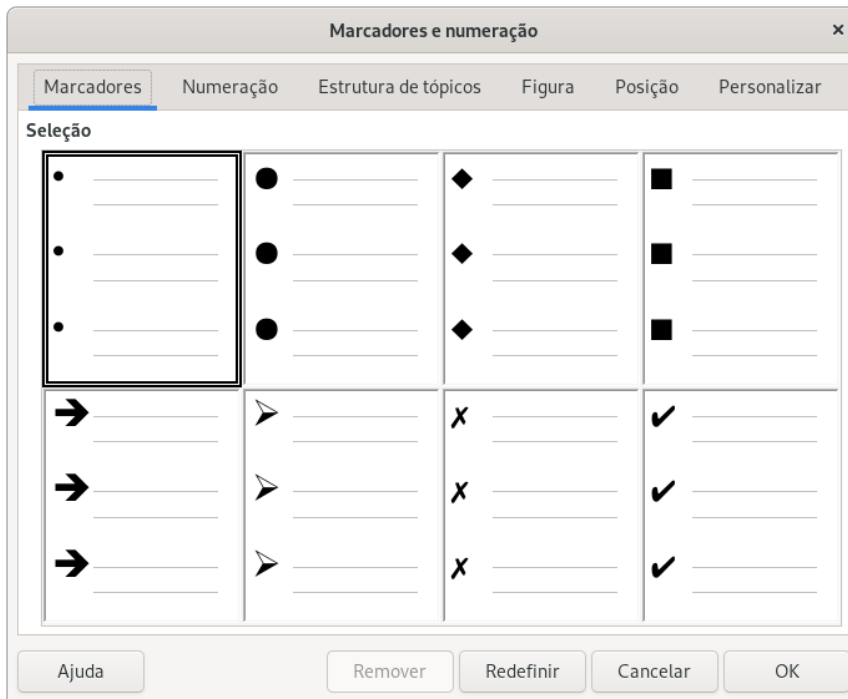 Marcadores e numeração
Marcadores Numeração Estrutura de tópicos Figura Posição Personalizar
Seleção
Ajuda Remover Redefinir Cancelar OK